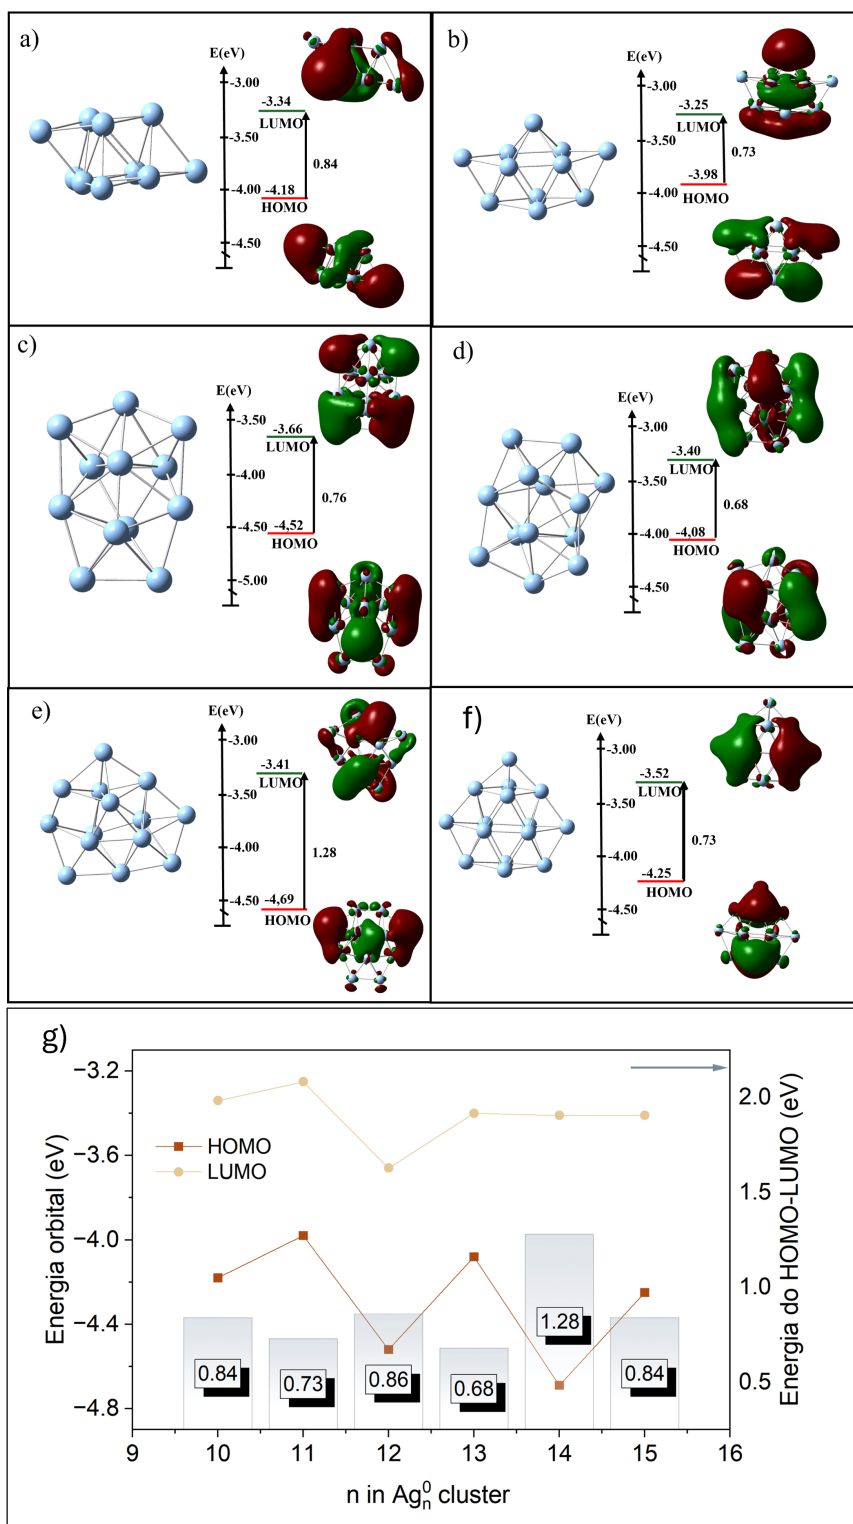 a)
E(eV)
-3.00
-3.34
LUMO
-3.50
0.84
-4.00
-4.18
HOMO
-4.50
b)
E(eV)
-3.00
-3.25
LUMO
-3.50
0.73
-3.98
-4.00
HOMO
-4.50
c)
E(eV)
-3.50
-3.66
LUMO
-4.00
0.76
-4.50
-4,52
HOMO
-5.00
d)
E(eV)
-3.00
-3.40
LUMO
-3.50
0.68
-4.00
-4,08
HOMO
-4.50
e)
E(eV)
-3.00
-3.41
LUMO
-3.50
-4.00
1.28
-4.50
-4,69
HOMO
f)
E(eV)
-3.00
-3.52
LUMO
-3.50
0.73
-4.00
-4.25
HOMO
-4.50
g)
Energia orbital (eV)
−3.2
−3.6
−4.0
−4.4
−4.8
HOMO
LUMO
0.84
0.73
0.86
0.68
1.28
0.84
2.0
1.5
1.0
0.5
Energia do HOMO-LUMO (eV)
9 10 11 12 13 14 15 16
n in Ag⁰ₙ cluster